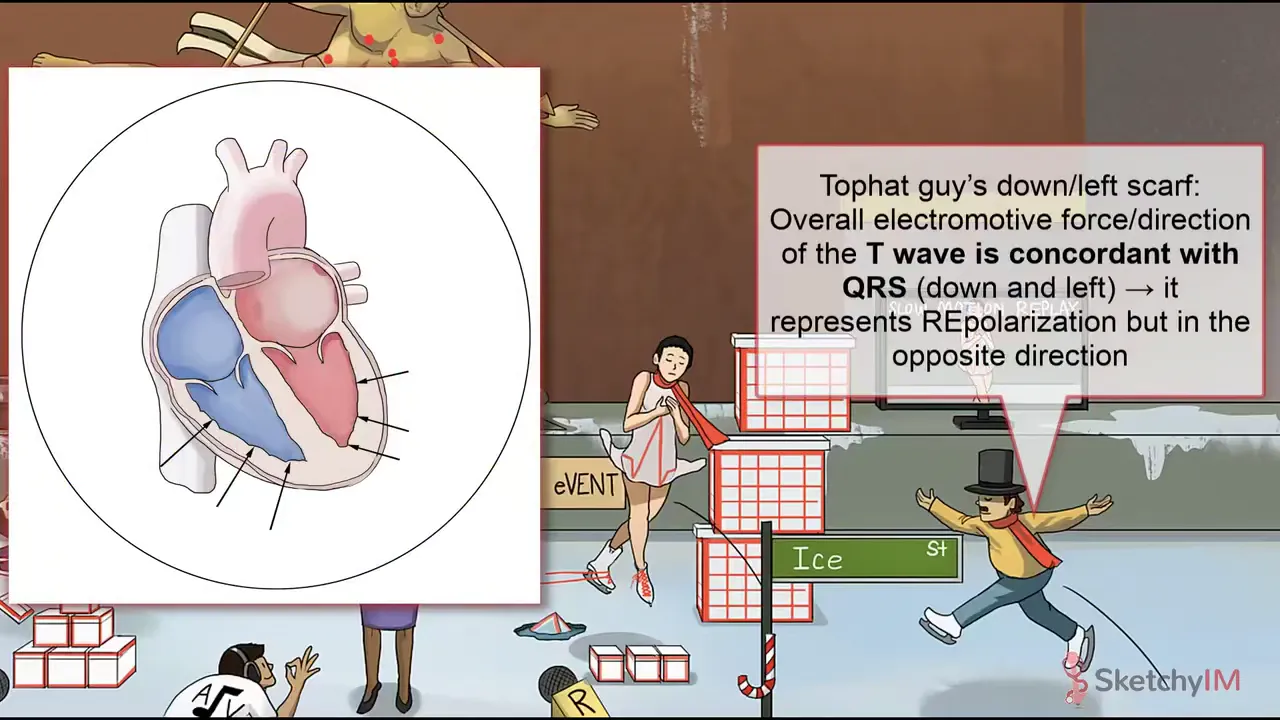 Tophat guy's down/left scarf:
Overall electromotive force/direction
of the T wave is concordant with
QRS (down and left) → it
represents REpolarization but in the
opposite direction
SLOW MOTION REPLAY
eVENT
Ice St
A V
R
SketchyIM